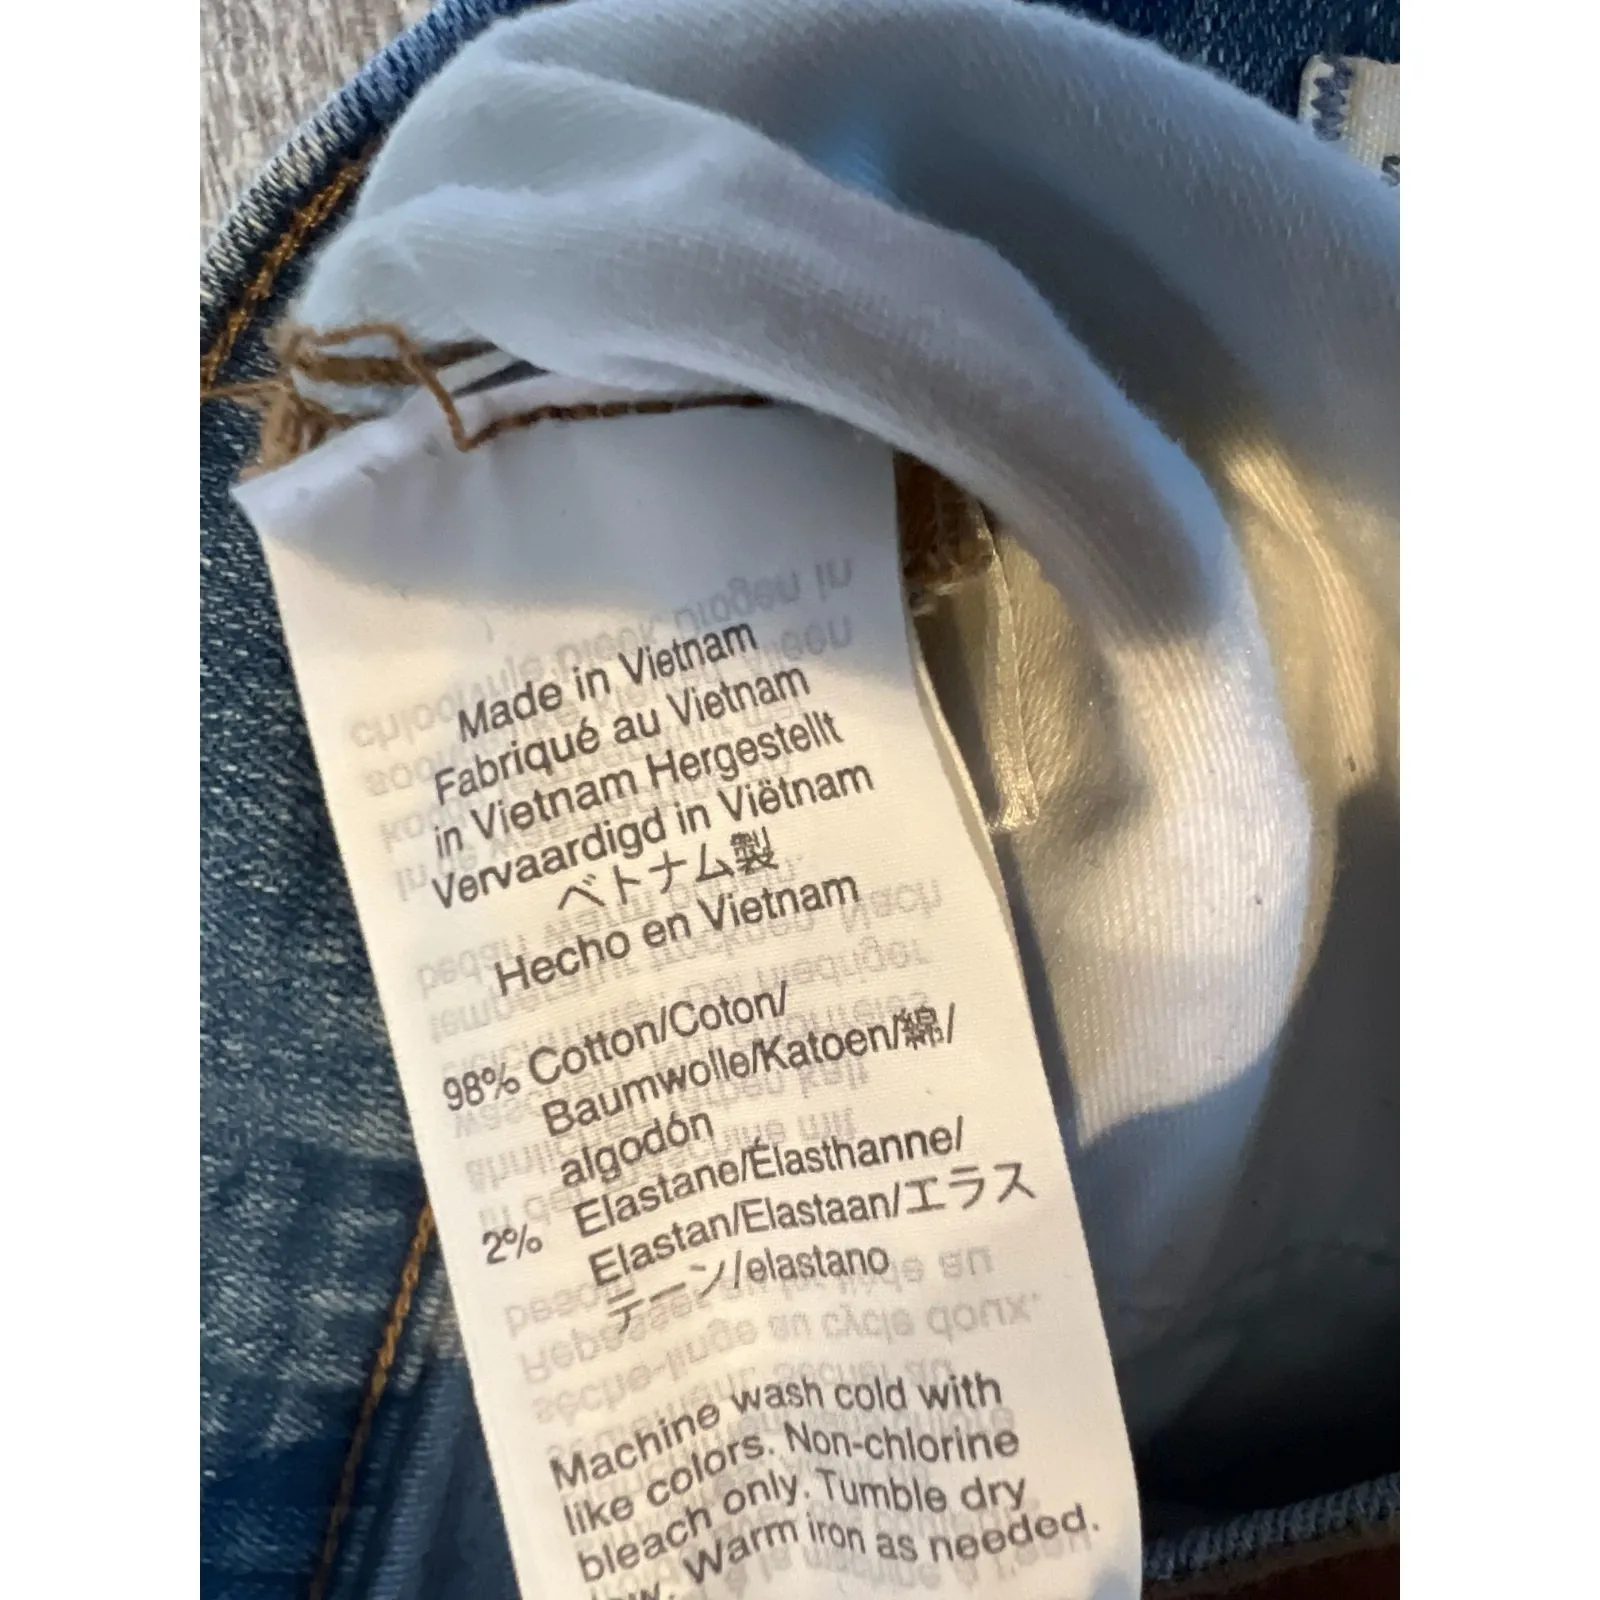 Made in Vietnam
Fabriqué au Vietnam
in Vietnam Hergestellt
Vervaardigd in Viëtnam
ベトナム製
Hecho en Vietnam
98% Cotton/Coton/
Baumwolle/Katoen/綿/
algodón
2% Elastane/Élasthanne/
Elastan/Elastaan/エラス
テーン/elastano
Machine wash cold with
like colors. Non-chlorine
bleach only. Tumble dry
low. Warm iron as needed.